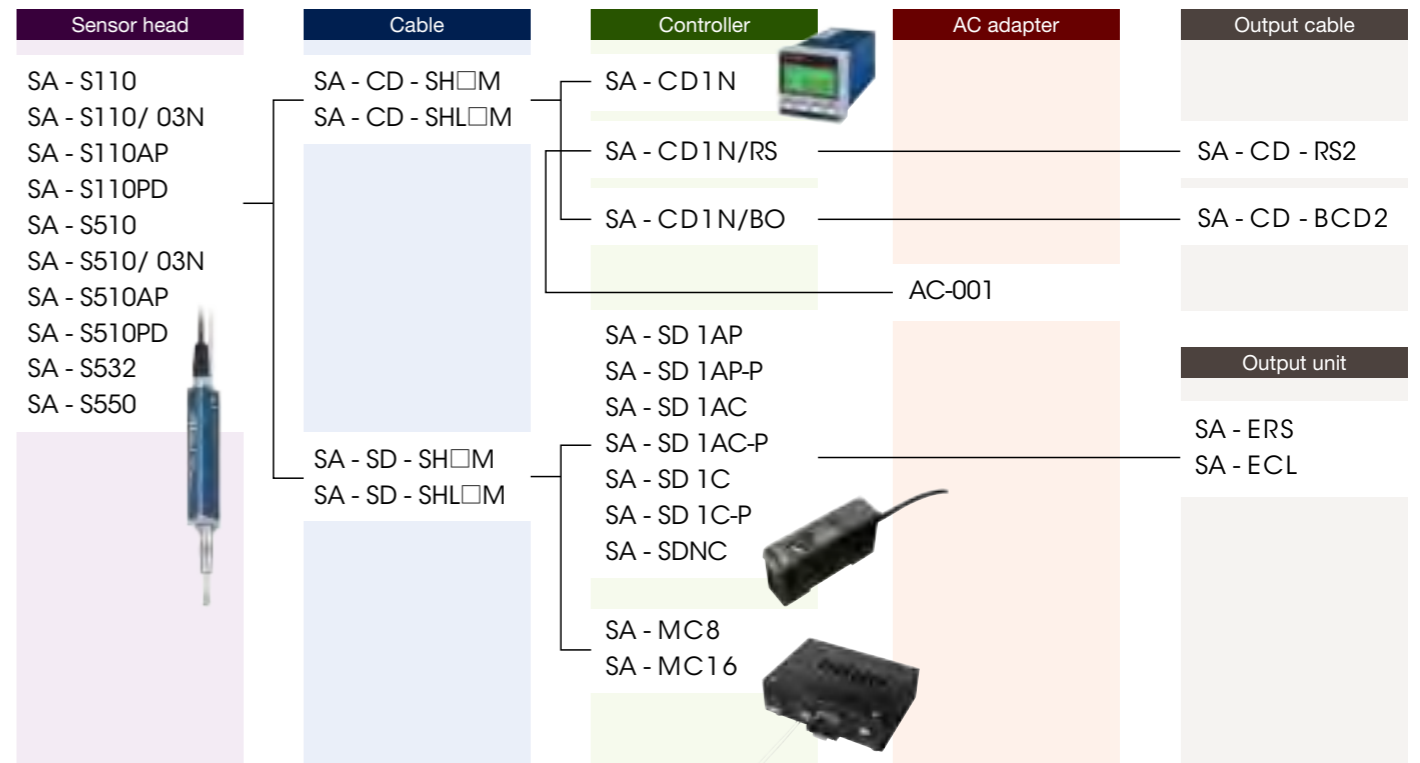 Sensor head
SA - S110
SA - S110/ 03N
SA - S110AP
SA - S110PD
SA - S510
SA - S510/ 03N
SA - S510AP
SA - S510PD
SA - S532
SA - S550
Cable
SA - CD - SH□M
SA - CD - SHL□M
SA - SD - SH□M
SA - SD - SHL□M
Controller
SA - CD1N
SA - CD1N/RS
SA - CD1N/BO
SA - SD 1AP
SA - SD 1AP-P
SA - SD 1AC
SA - SD 1AC-P
SA - SD 1C
SA - SD 1C-P
SA - SDNC
SA - MC8
SA - MC16
AC adapter
AC-001
Output cable
SA - CD - RS2
SA - CD - BCD2
Output unit
SA - ERS
SA - ECL